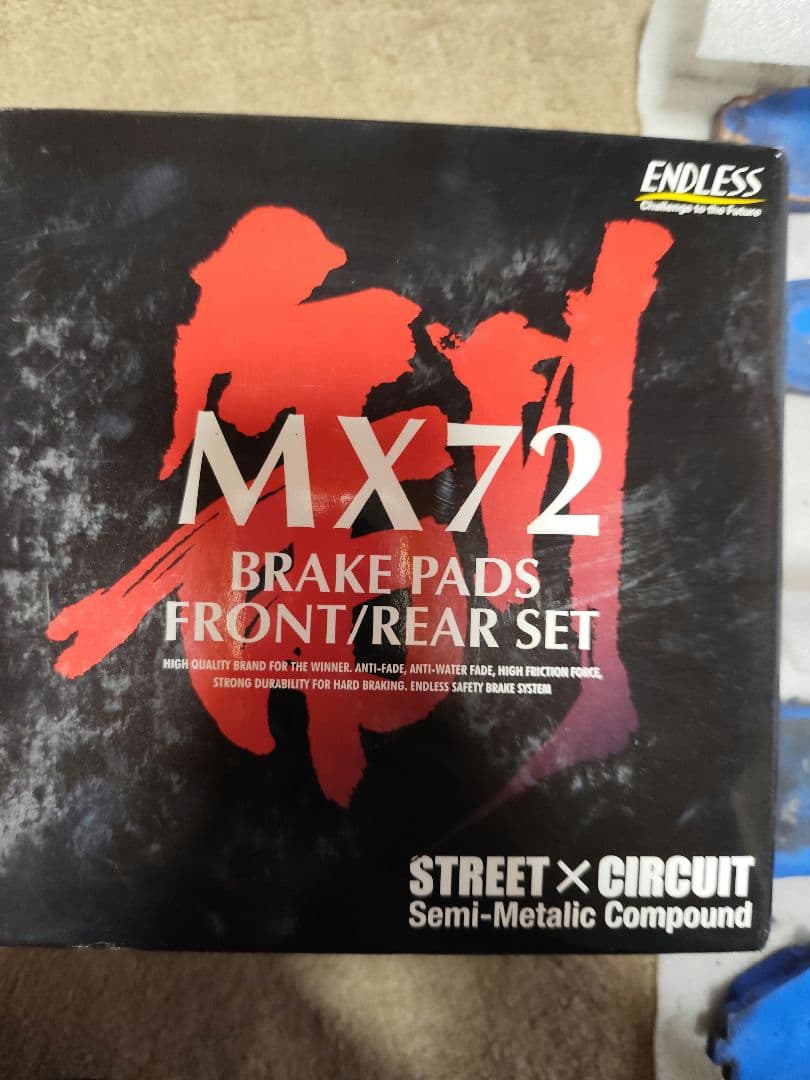 ENDLESS
Challenge to the Future
制
MX72
BRAKE PADS
FRONT/REAR SET
HIGH QUALITY BRAND FOR THE WINNER. ANTI-FADE, ANTI-WATER FADE, HIGH FRICTION FORCE,
STRONG DURABILITY FOR HARD BRAKING. ENDLESS SAFETY BRAKE SYSTEM
STREET×CIRCUIT
Semi-Metalic Compound